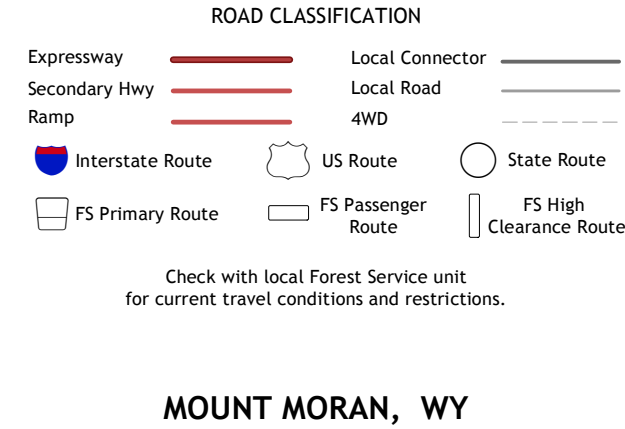 ROAD CLASSIFICATION
Expressway
Local Connector
Secondary Hwy
Local Road
Ramp
4WD
Interstate Route
US Route
State Route
FS Primary Route
FS Passenger
Route
FS High
Clearance Route
Check with local Forest Service unit
for current travel conditions and restrictions.
MOUNT MORAN, WY